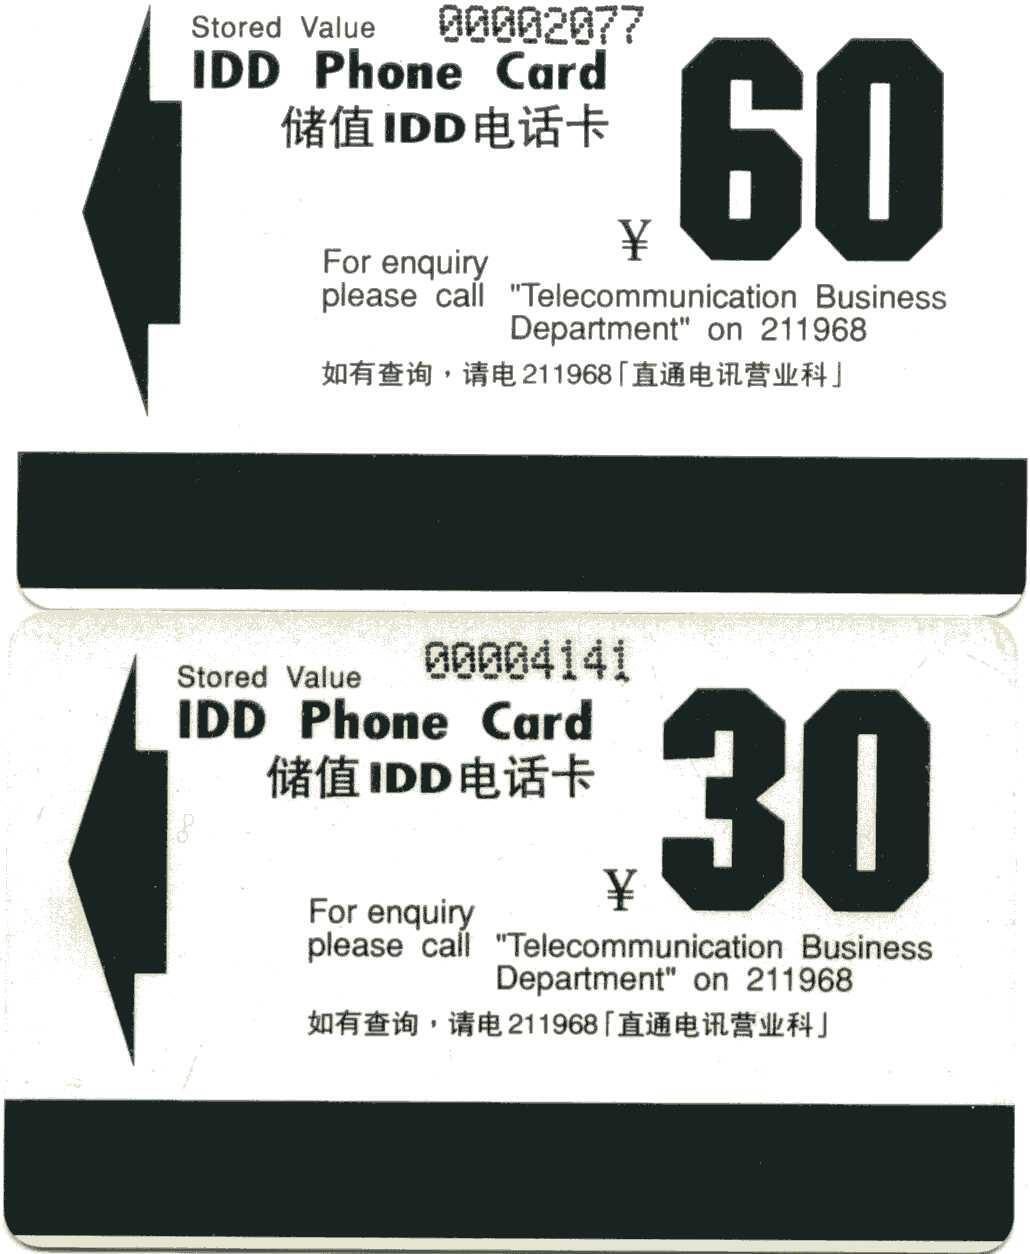 00002077
Stored Value
IDD Phone Card
储值IDD电话卡
¥ 60
For enquiry
please call "Telecommunication Business
Department" on 211968
如有查询，请电211968「直通电讯营业科」
00004141
Stored Value
IDD Phone Card
储值IDD电话卡
¥ 30
For enquiry
please call "Telecommunication Business
Department" on 211968
如有查询，请电211968「直通电讯营业科」